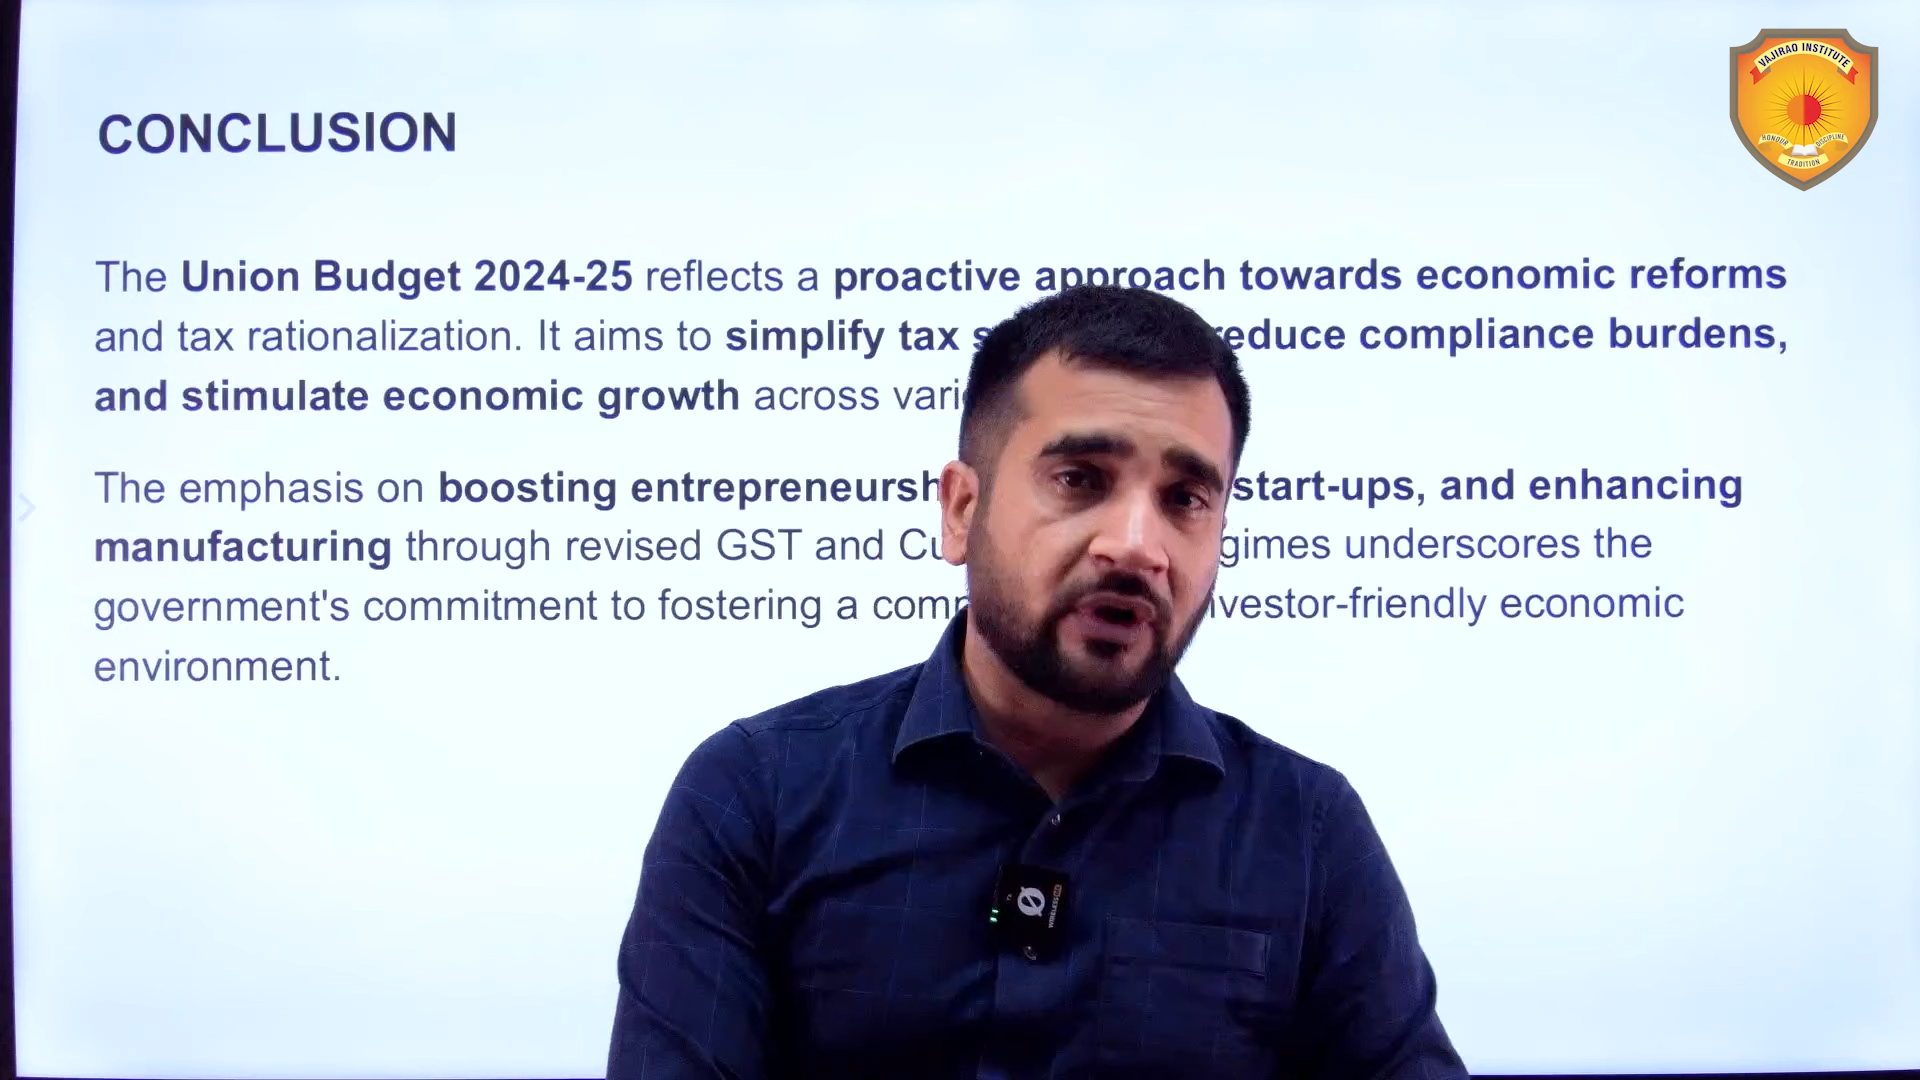 VAJIRAO INSTITUTE
HONOUR
DISCIPLINE
TRADITION
CONCLUSION
The Union Budget 2024-25 reflects a proactive approach towards economic reforms
and tax rationalization. It aims to simplify tax reduce compliance burdens,
and stimulate economic growth across
The emphasis on boosting start-ups, and enhancing
manufacturing through revised GST and underscores the
government's commitment to fostering a economic
environment.